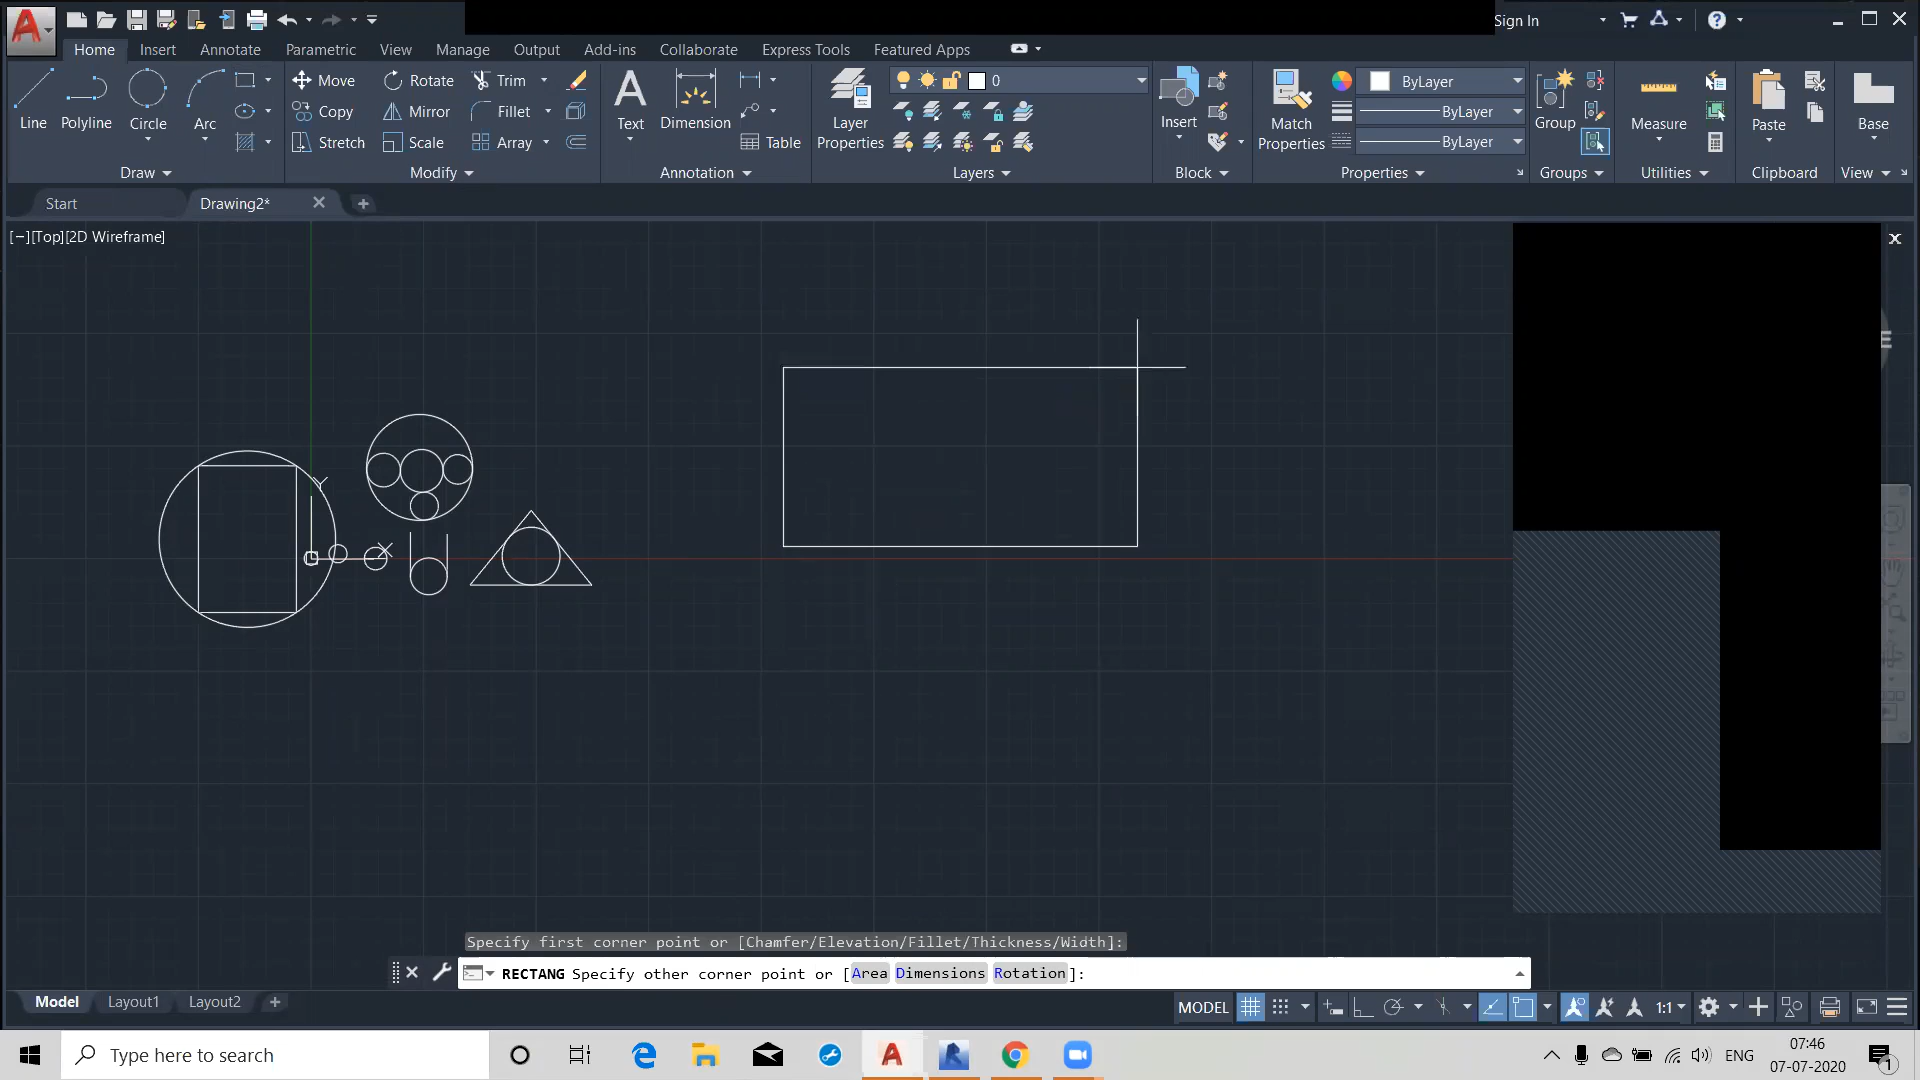 Sign In
Home Insert Annotate Parametric View Manage Output Add-ins Collaborate Express Tools Featured Apps
Line Polyline Circle Arc
Move Rotate Trim
Copy Mirror Fillet
Stretch Scale Array
Text Dimension Table
Layer Properties
0
Insert
Match Properties
ByLayer
ByLayer
ByLayer
Group Measure Paste Base
Draw Modify Annotation Layers Block Properties Groups Utilities Clipboard View
Start Drawing2*
[−][Top][2D Wireframe]
Y
X
Specify first corner point or [Chamfer/Elevation/Fillet/Thickness/Width]:
RECTANG Specify other corner point or [Area Dimensions Rotation]:
Model Layout1 Layout2
MODEL 1:1
Type here to search
ENG
07:46
07-07-2020
1